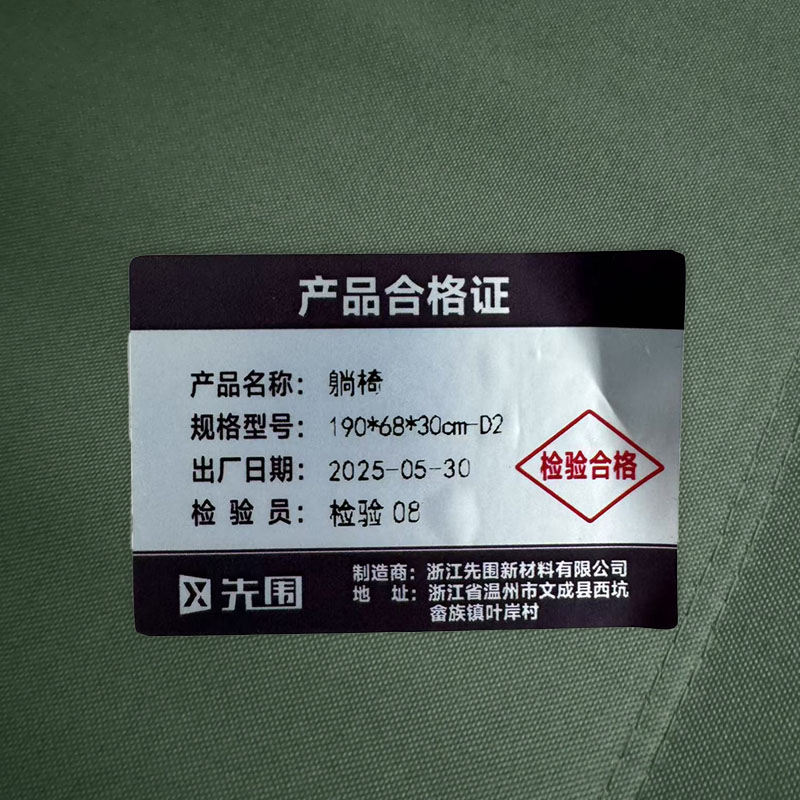 产品合格证
产品名称： 躺椅
规格型号： 190*68*30cm-D2
出厂日期： 2025-05-30
检 验 员： 检验 08
检验合格
先围
制造商：浙江先围新材料有限公司
地 址：浙江省温州市文成县西坑
畲族镇叶岸村